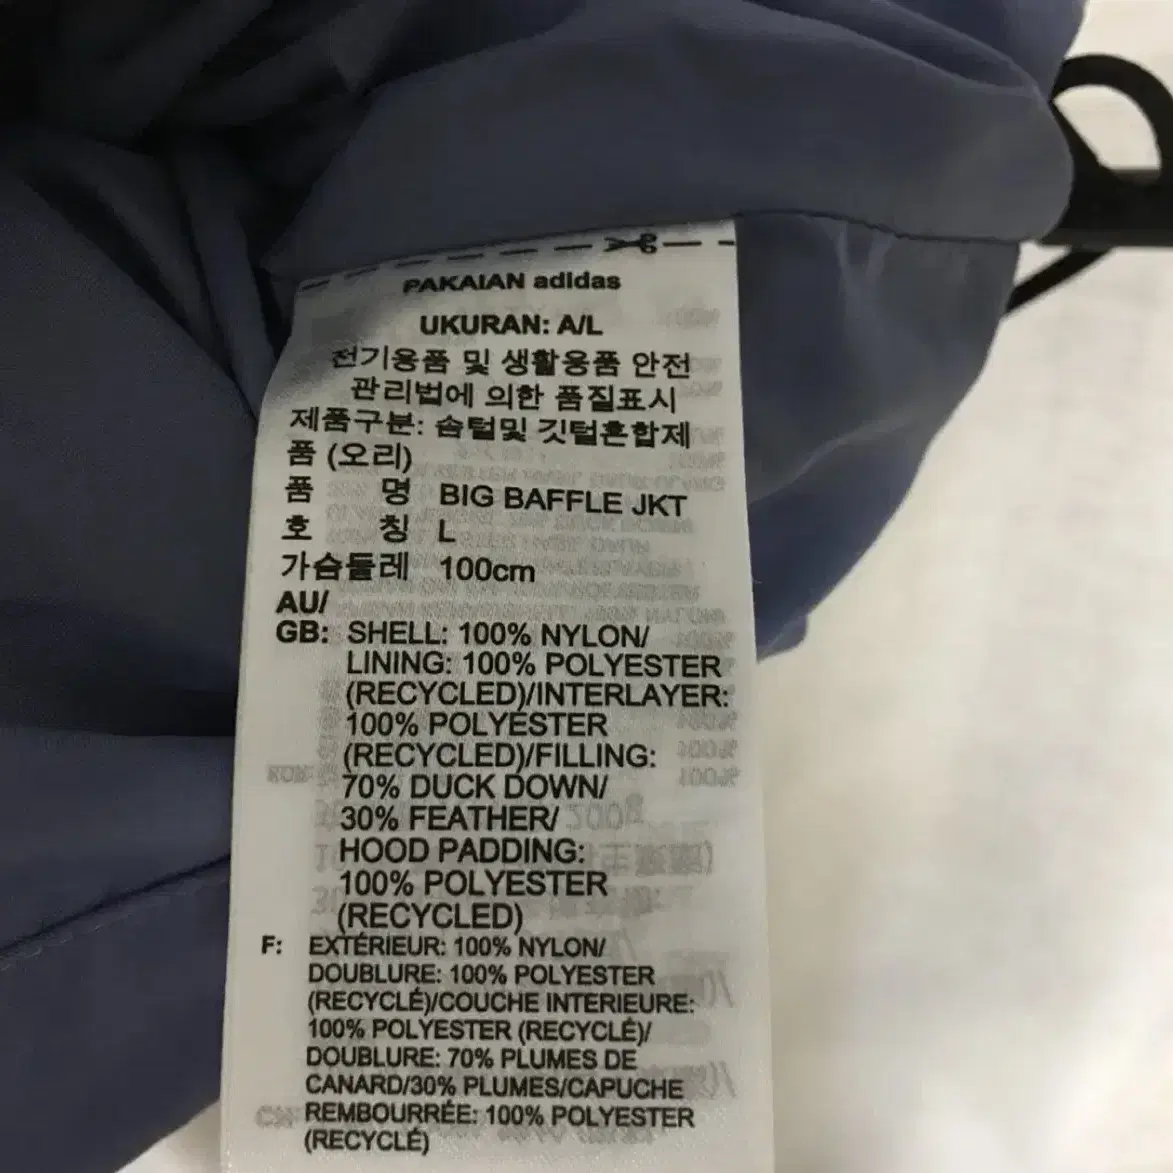 PAKAIAN adidas
UKURAN: A/L
전기용품 및 생활용품 안전
관리법에 의한 품질표시
제품구분: 솜털및 깃털혼합제
품 (오리)
품 명 BIG BAFFLE JKT
호 칭 L
가슴둘레 100cm
AU/
GB: SHELL: 100% NYLON/
LINING: 100% POLYESTER
(RECYCLED)/INTERLAYER:
100% POLYESTER
(RECYCLED)/FILLING:
70% DUCK DOWN/
30% FEATHER/
HOOD PADDING:
100% POLYESTER
(RECYCLED)
F: EXTÉRIEUR: 100% NYLON/
DOUBLURE: 100% POLYESTER
(RECYCLÉ)/COUCHE INTERIEURE:
100% POLYESTER (RECYCLÉ)/
DOUBLURE: 70% PLUMES DE
CANARD/30% PLUMES/CAPUCHE
REMBOURRÉE: 100% POLYESTER
(RECYCLÉ)